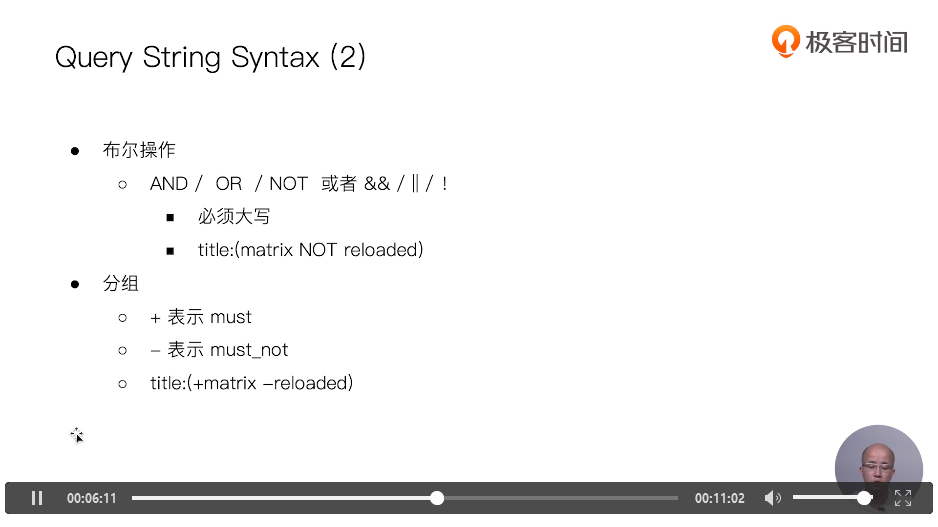 Query String Syntax (2)
极客时间
布尔操作
AND / OR / NOT 或者 && / || / !
必须大写
title:(matrix NOT reloaded)
分组
+ 表示 must
- 表示 must_not
title:(+matrix -reloaded)
00:06:11
00:11:02